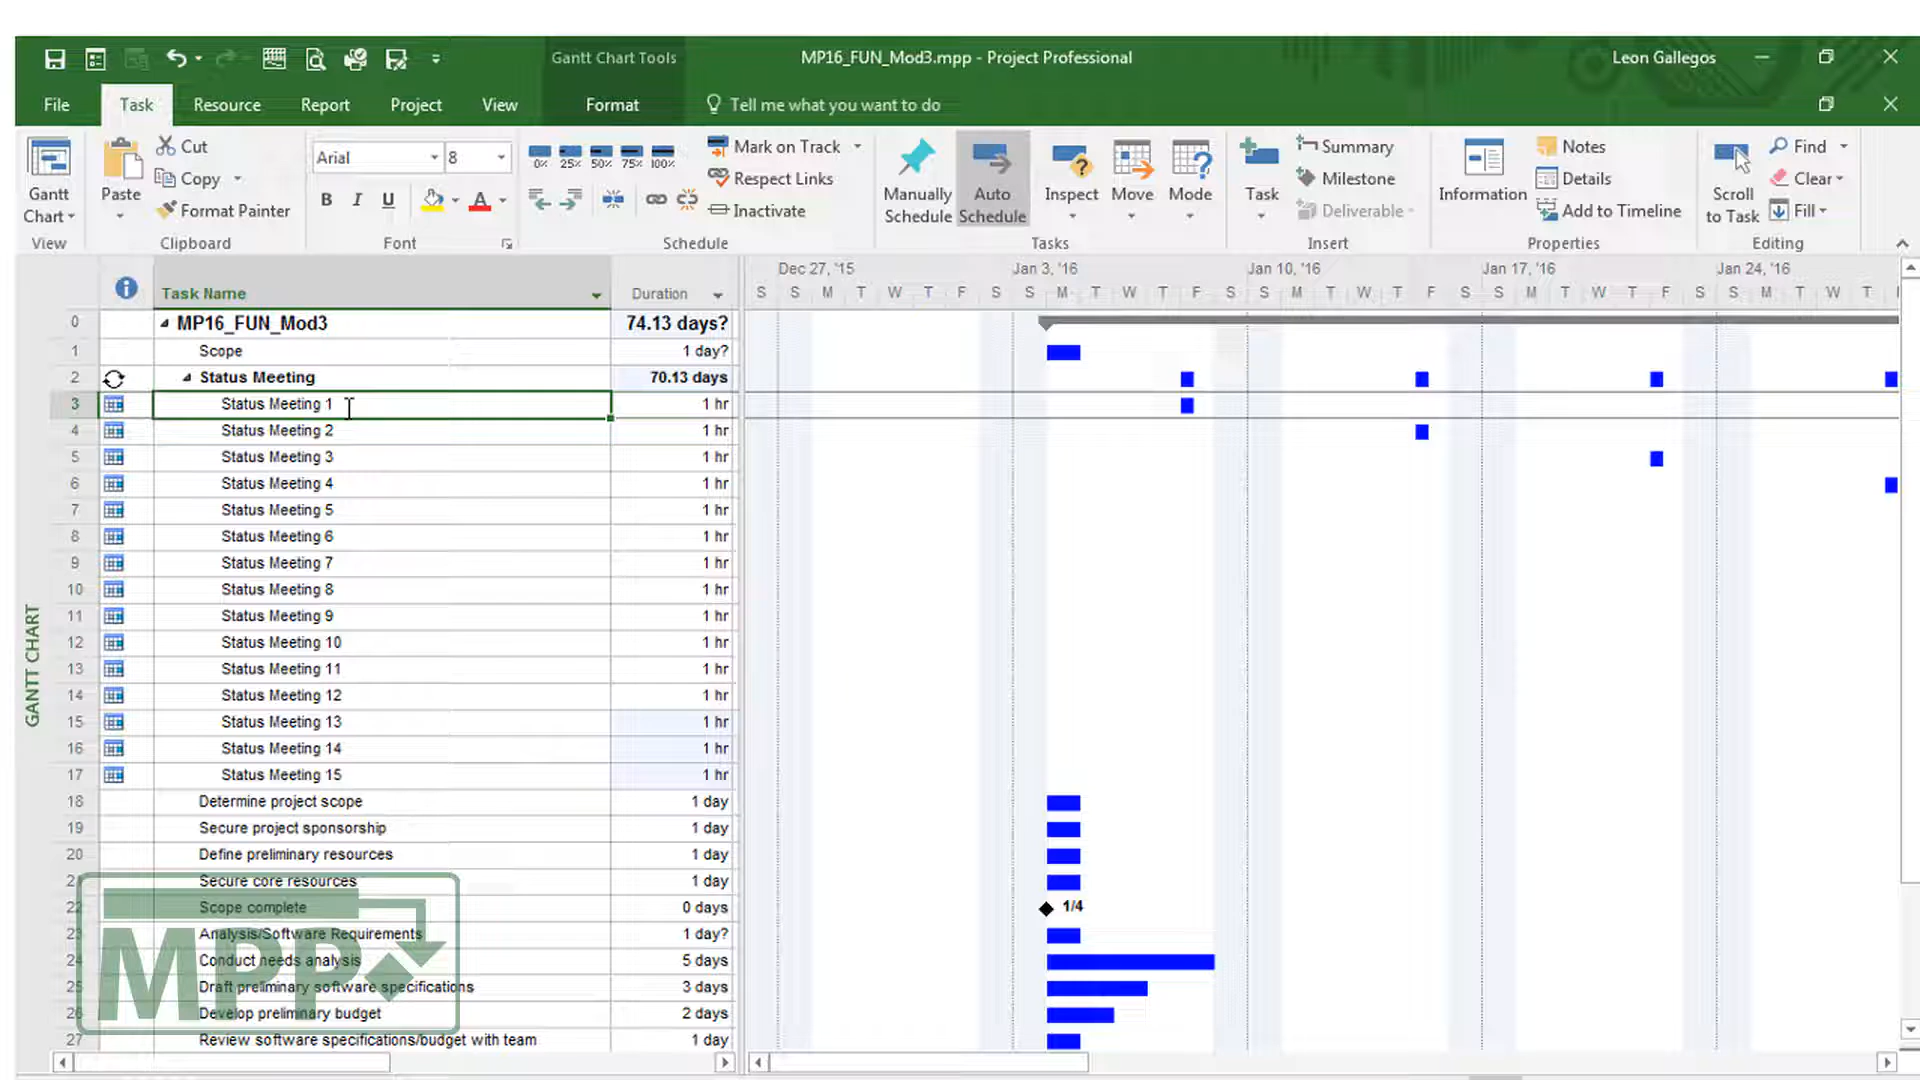 Gantt Chart Tools
MP16_FUN_Mod3.mpp - Project Professional
Leon Gallegos
File Task Resource Report Project View Format Tell me what you want to do
Gantt Chart
View
Paste
Cut
Copy
Format Painter
Clipboard
Arial 8
B I U A
Font
0% 25% 50% 75% 100%
Mark on Track
Respect Links
Inactivate
Schedule
Manually Schedule
Auto Schedule
Inspect
Move
Mode
Tasks
Task
Summary
Milestone
Deliverable
Insert
Information
Notes
Details
Add to Timeline
Properties
Scroll to Task
Find
Clear
Fill
Editing
Task Name Duration
Dec 27, '15 Jan 3, '16 Jan 10, '16 Jan 17, '16 Jan 24, '16
S S M T W T F S S M T W T F S S M T W T F S S M T W T F S S M T W T
0 MP16_FUN_Mod3 74.13 days?
1 Scope 1 day?
2 Status Meeting 70.13 days
3 Status Meeting 1 1 hr
4 Status Meeting 2 1 hr
5 Status Meeting 3 1 hr
6 Status Meeting 4 1 hr
7 Status Meeting 5 1 hr
8 Status Meeting 6 1 hr
9 Status Meeting 7 1 hr
10 Status Meeting 8 1 hr
11 Status Meeting 9 1 hr
12 Status Meeting 10 1 hr
13 Status Meeting 11 1 hr
14 Status Meeting 12 1 hr
15 Status Meeting 13 1 hr
16 Status Meeting 14 1 hr
17 Status Meeting 15 1 hr
18 Determine project scope 1 day
19 Secure project sponsorship 1 day
20 Define preliminary resources 1 day
21 Secure core resources 1 day
22 Scope complete 0 days 1/4
23 Analysis/Software Requirements 1 day?
24 Conduct needs analysis 5 days
25 Draft preliminary software specifications 3 days
26 Develop preliminary budget 2 days
27 Review software specifications/budget with team 1 day
GANTT CHART
MPP